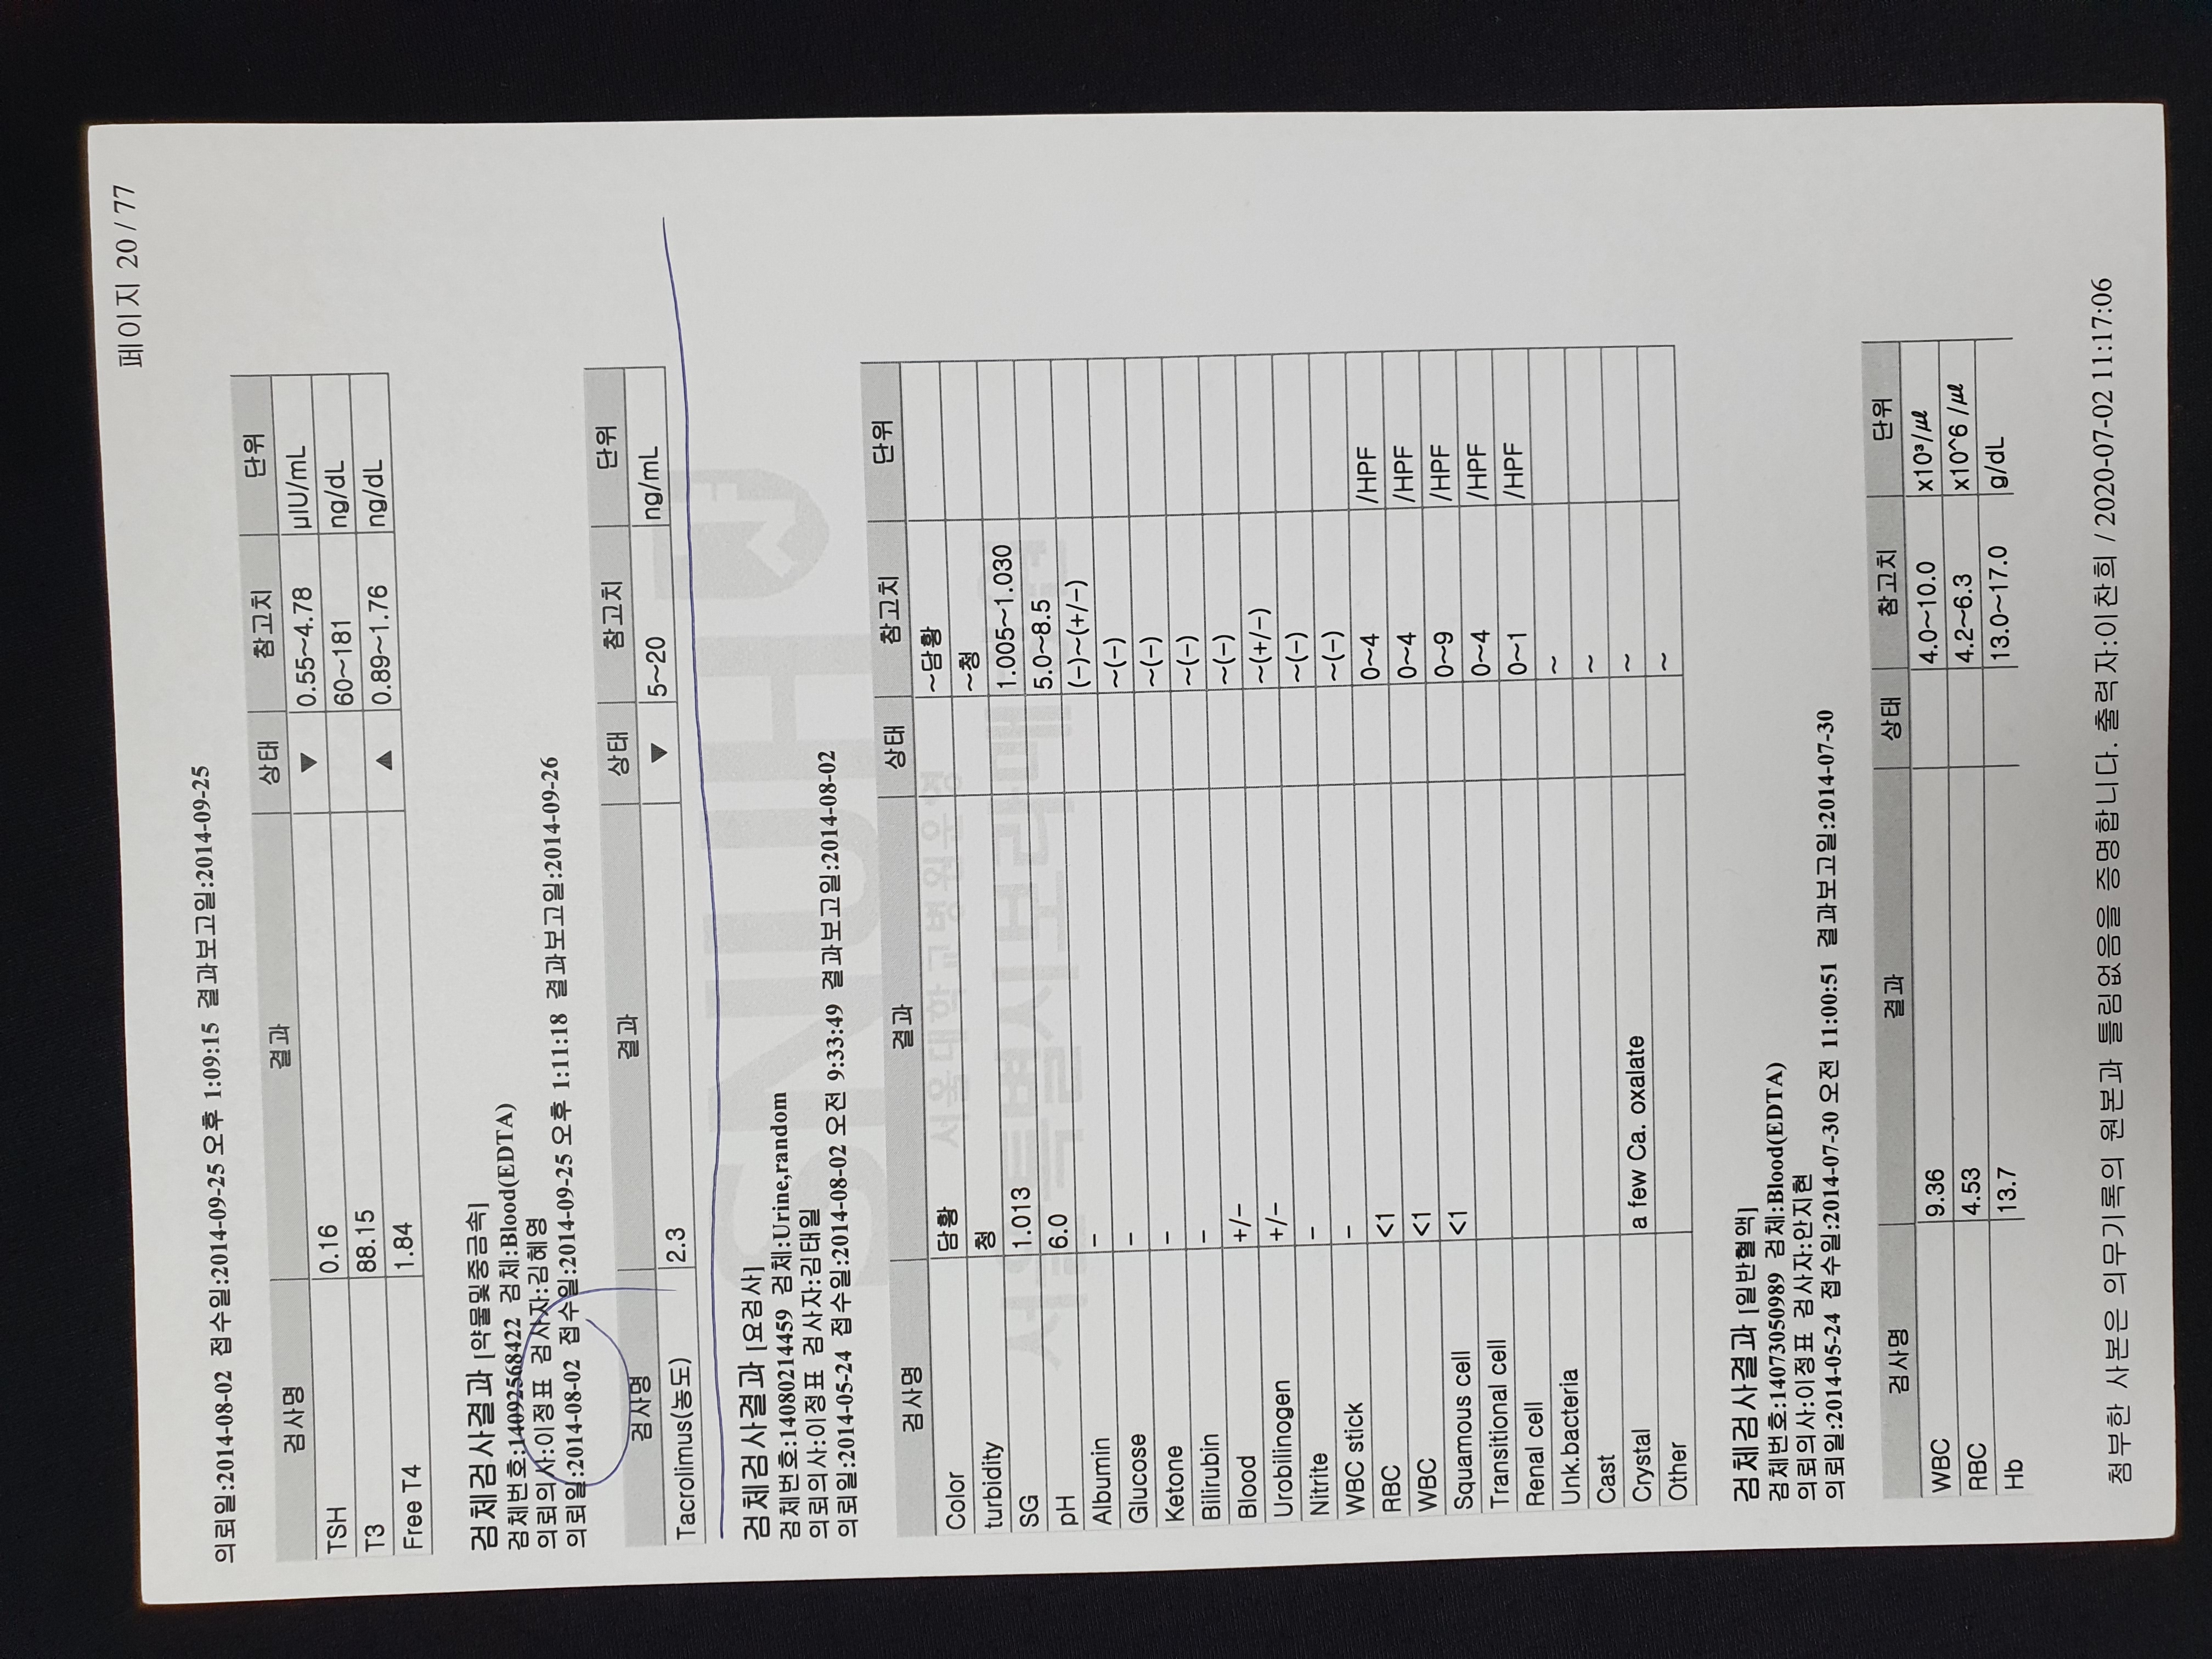 페이지 20 / 77
의뢰일:2014-08-02 접수일:2014-09-25 오후 1:09:15 결과보고일:2014-09-25
검사명 결과 상태 참고치 단위
TSH 0.16 ▼ 0.55~4.78 µIU/mL
T3 88.15 60~181 ng/dL
Free T4 1.84 ▲ 0.89~1.76 ng/dL
검체검사결과 [약물및중금속]
검체번호:14092568422 검체:Blood(EDTA)
의뢰의사:이정표 검사자:김혜영
의뢰일:2014-08-02 접수일:2014-09-25 오후 1:11:18 결과보고일:2014-09-26
검사명 결과 상태 참고치 단위
Tacrolimus(농도) 2.3 ▼ 5~20 ng/mL
SNUH
검체검사결과 [요검사]
검체번호:14080214459 검체:Urine,random
의뢰의사:이정표 검사자:김태일
의뢰일:2014-05-24 접수일:2014-08-02 오전 9:33:49 결과보고일:2014-08-02
검사명 결과 상태 참고치 단위
서울대학교병원운영
서울특별시보라매병원
Color 담황 ~담황
turbidity 청 ~청
SG 1.013 1.005~1.030
pH 6.0 5.0~8.5
Albumin - (-)~(+/-)
Glucose - ~(-)
Ketone - ~(-)
Bilirubin - ~(-)
Blood +/- ~(-)
Urobilinogen +/- ~(+/-)
Nitrite - ~(-)
WBC stick - ~(-)
RBC <1 0~4 /HPF
WBC <1 0~4 /HPF
Squamous cell <1 0~9 /HPF
Transitional cell 0~4 /HPF
Renal cell 0~1 /HPF
Unk.bacteria ~
Cast ~
Crystal a few Ca. oxalate ~
Other ~
검체검사결과 [일반혈액]
검체번호:14073050989 검체:Blood(EDTA)
의뢰의사:이정표 검사자:안지현
의뢰일:2014-05-24 접수일:2014-07-30 오전 11:00:51 결과보고일:2014-07-30
검사명 결과 상태 참고치 단위
WBC 9.36 4.0~10.0 x10³/㎕
RBC 4.53 4.2~6.3 x10^6 /㎕
Hb 13.7 13.0~17.0 g/dL
첨부한 사본은 의무기록의 원본과 틀림없음을 증명합니다. 출력자:이찬희 / 2020-07-02 11:17:06